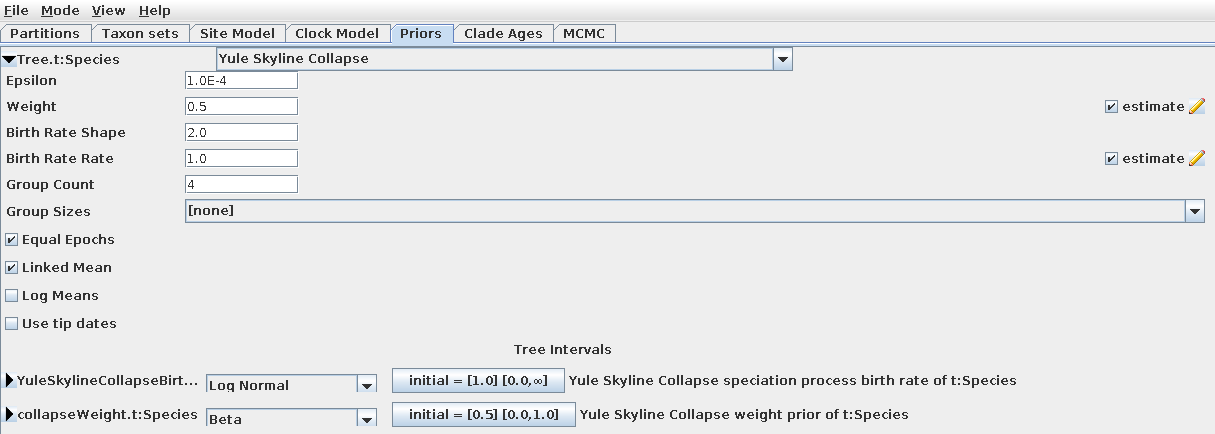 File Mode View Help
Partitions Taxon sets Site Model Clock Model Priors Clade Ages MCMC
Tree.t:Species Yule Skyline Collapse
Epsilon 1.0E-4
Weight 0.5 estimate
Birth Rate Shape 2.0
Birth Rate Rate 1.0 estimate
Group Count 4
Group Sizes [none]
Equal Epochs
Linked Mean
Log Means
Use tip dates
Tree Intervals
YuleSkylineCollapseBirt... Log Normal initial = [1.0] [0.0,∞] Yule Skyline Collapse speciation process birth rate of t:Species
collapseWeight.t:Species Beta initial = [0.5] [0.0,1.0] Yule Skyline Collapse weight prior of t:Species